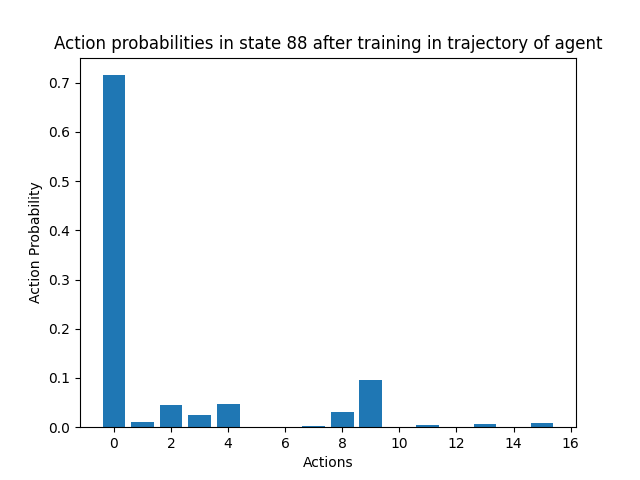 Action probabilities in state 88 after training in trajectory of agent
0.7
0.6
0.5
0.4
0.3
0.2
0.1
0.0
Action Probability
0 2 4 6 8 10 12 14 16
Actions